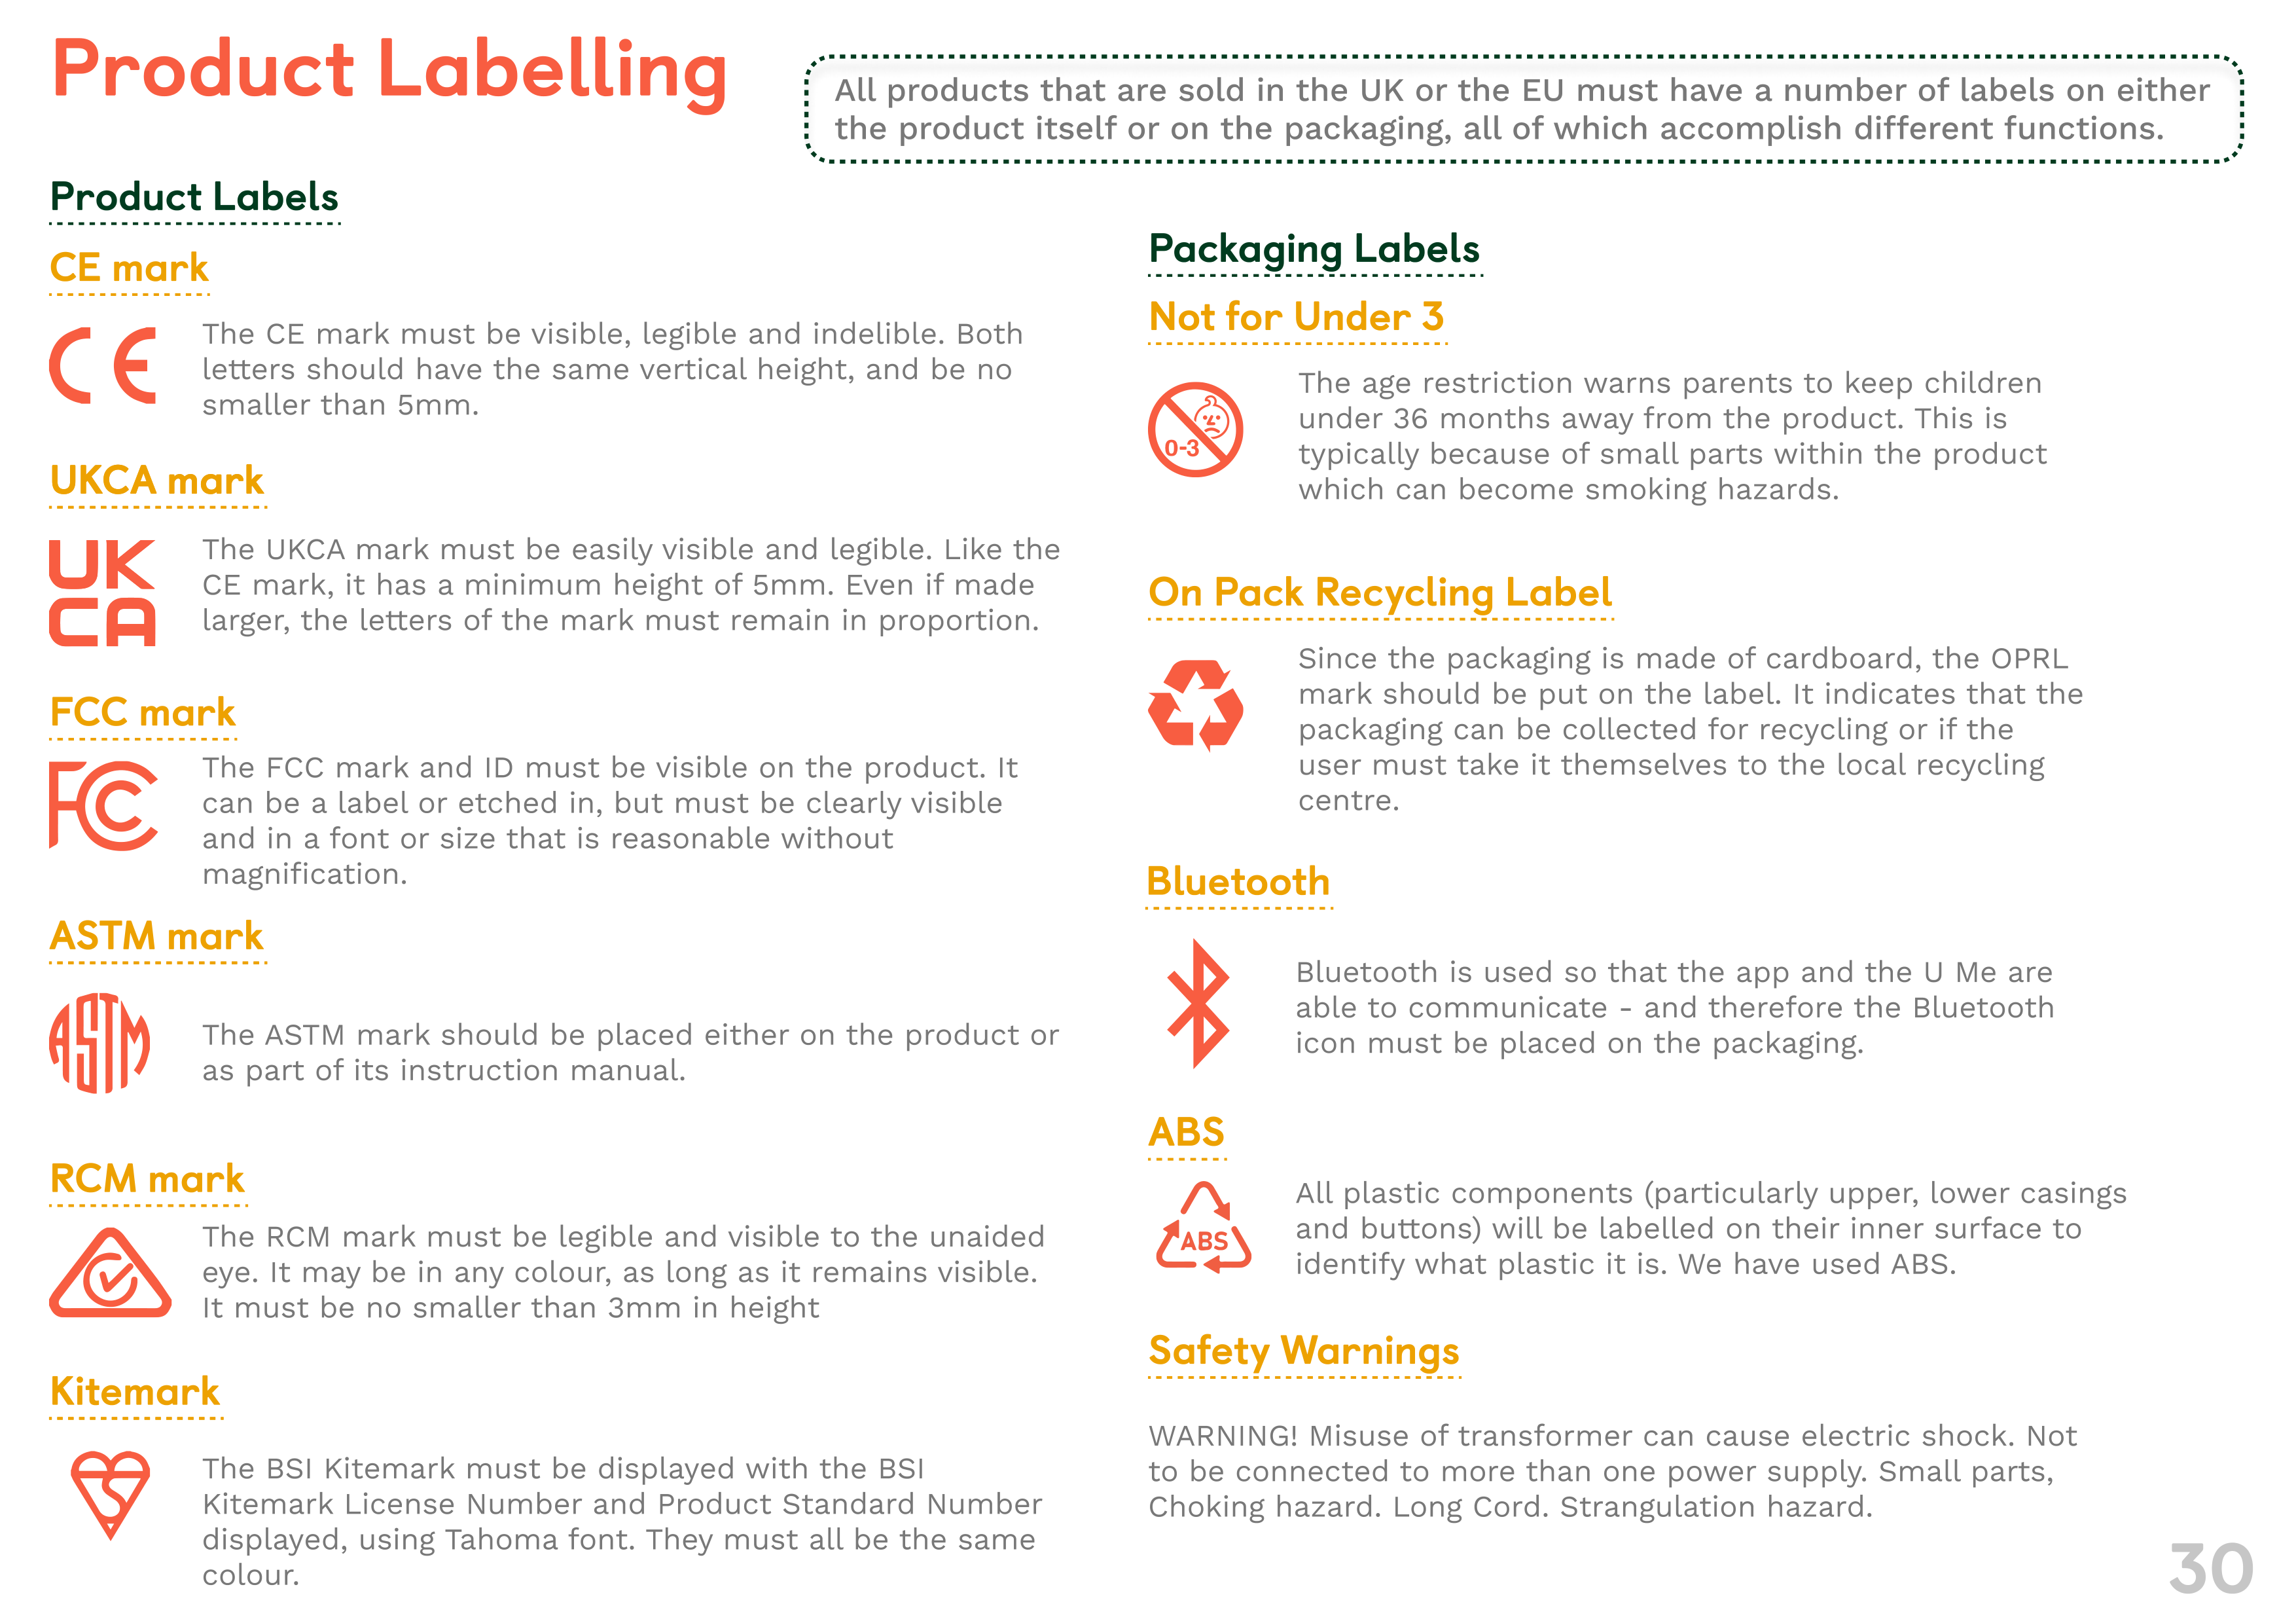 Product Labelling
All products that are sold in the UK or the EU must have a number of labels on either
the product itself or on the packaging, all of which accomplish different functions.
Product Labels
CE mark
CE
The CE mark must be visible, legible and indelible. Both
letters should have the same vertical height, and be no
smaller than 5mm.
UKCA mark
UK
CA
The UKCA mark must be easily visible and legible. Like the
CE mark, it has a minimum height of 5mm. Even if made
larger, the letters of the mark must remain in proportion.
FCC mark
FCC
The FCC mark and ID must be visible on the product. It
can be a label or etched in, but must be clearly visible
and in a font or size that is reasonable without
magnification.
ASTM mark
ASTM
The ASTM mark should be placed either on the product or
as part of its instruction manual.
RCM mark
The RCM mark must be legible and visible to the unaided
eye. It may be in any colour, as long as it remains visible.
It must be no smaller than 3mm in height
Kitemark
The BSI Kitemark must be displayed with the BSI
Kitemark License Number and Product Standard Number
displayed, using Tahoma font. They must all be the same
colour.
Packaging Labels
Not for Under 3
0-3
The age restriction warns parents to keep children
under 36 months away from the product. This is
typically because of small parts within the product
which can become smoking hazards.
On Pack Recycling Label
Since the packaging is made of cardboard, the OPRL
mark should be put on the label. It indicates that the
packaging can be collected for recycling or if the
user must take it themselves to the local recycling
centre.
Bluetooth
Bluetooth is used so that the app and the U Me are
able to communicate - and therefore the Bluetooth
icon must be placed on the packaging.
ABS
ABS
All plastic components (particularly upper, lower casings
and buttons) will be labelled on their inner surface to
identify what plastic it is. We have used ABS.
Safety Warnings
WARNING! Misuse of transformer can cause electric shock. Not
to be connected to more than one power supply. Small parts,
Choking hazard. Long Cord. Strangulation hazard.
30